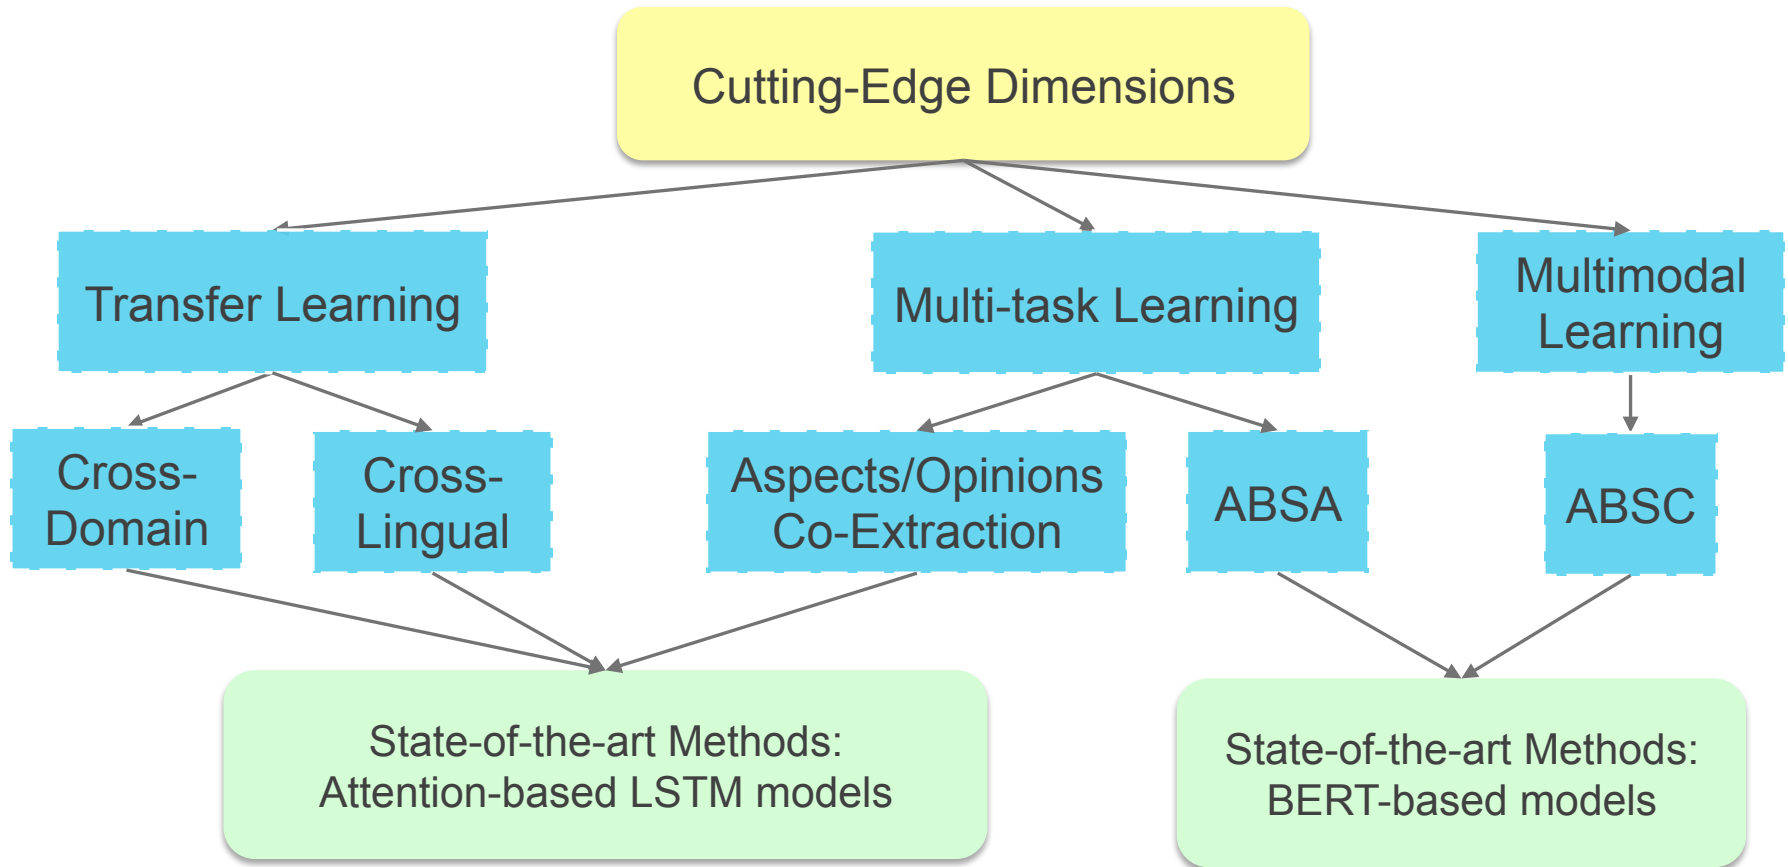 Cutting-Edge Dimensions
Transfer Learning
Multi-task Learning
Multimodal
Learning
Cross-
Domain
Cross-
Lingual
Aspects/Opinions
Co-Extraction
ABSA
ABSC
State-of-the-art Methods:
Attention-based LSTM models
State-of-the-art Methods:
BERT-based models